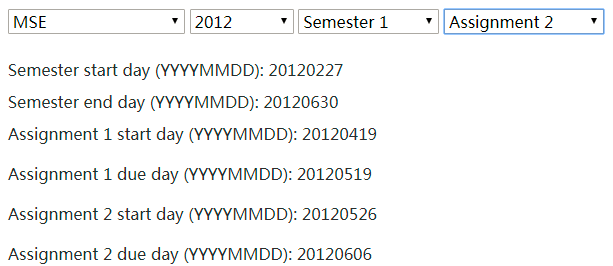 MSE 2012 Semester 1 Assignment 2
Semester start day (YYYYMMDD): 20120227
Semester end day (YYYYMMDD): 20120630
Assignment 1 start day (YYYYMMDD): 20120419
Assignment 1 due day (YYYYMMDD): 20120519
Assignment 2 start day (YYYYMMDD): 20120526
Assignment 2 due day (YYYYMMDD): 20120606